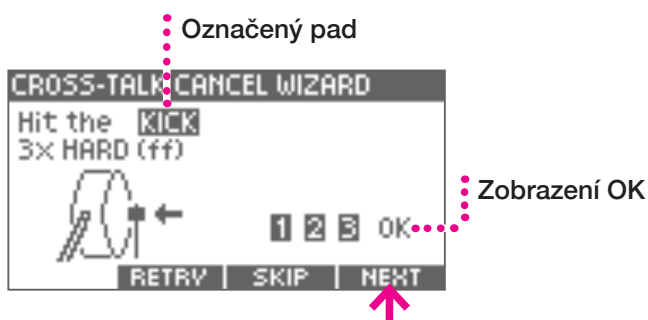 Označený pad
CROSS-TALK CANCEL WIZARD
Hit the KICK
3× HARD (ff)
Zobrazení OK
1 2 3 OK
RETRY SKIP NEXT